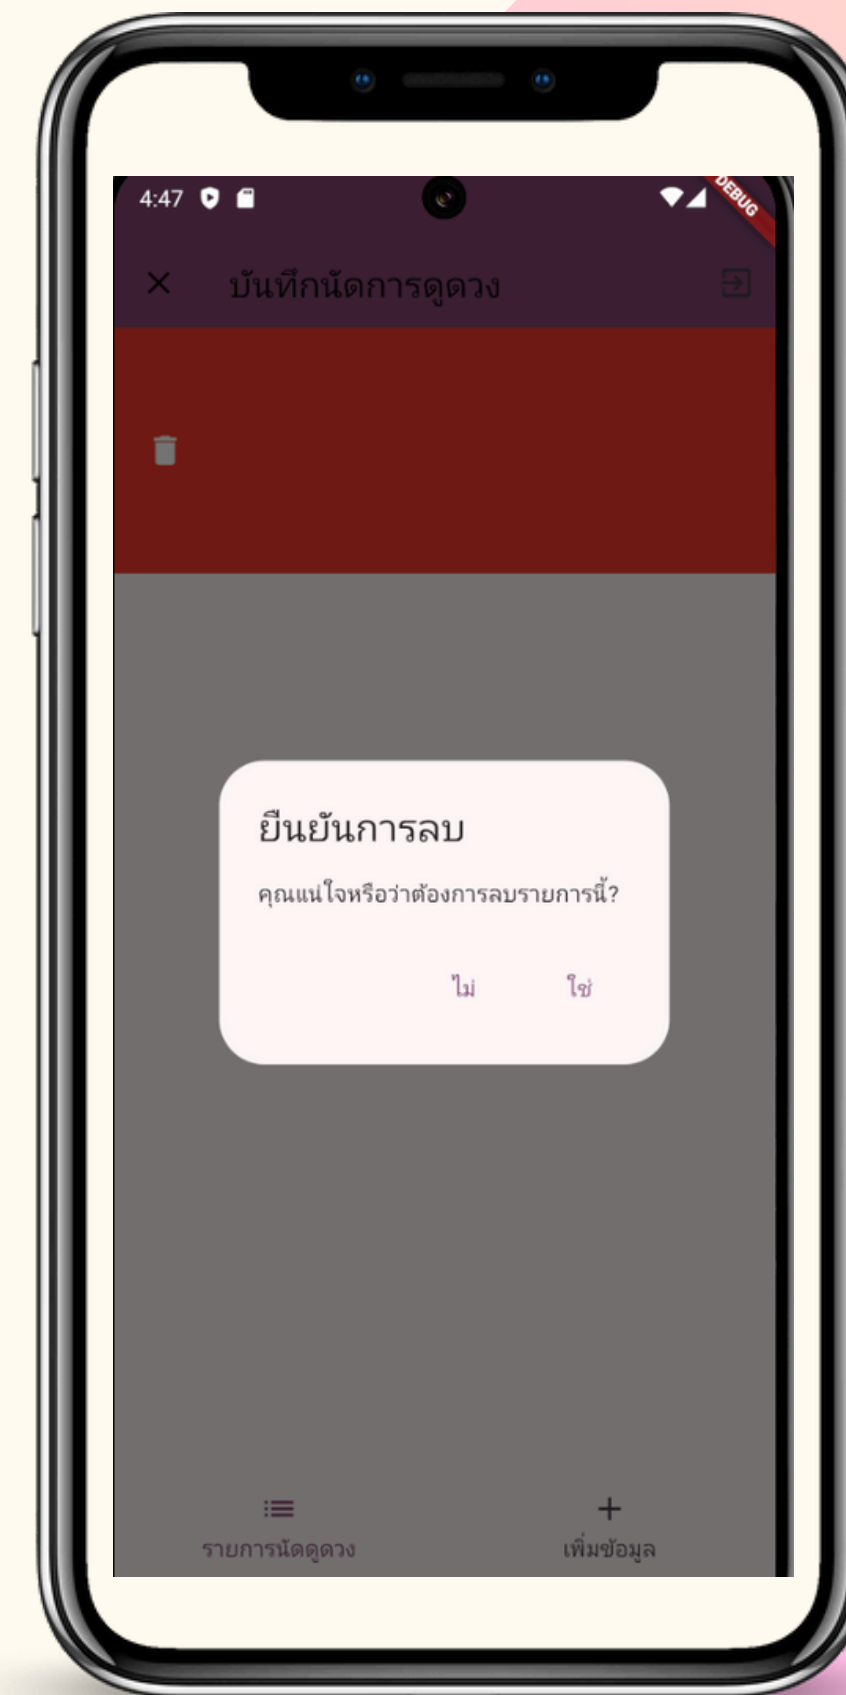 4:47
DEBUG
บันทึกนัดการดูดวง
ยืนยันการลบ
คุณแน่ใจหรือว่าต้องการลบรายการนี้?
ไม่ ใช่
รายการนัดดูดวง เพิ่มข้อมูล